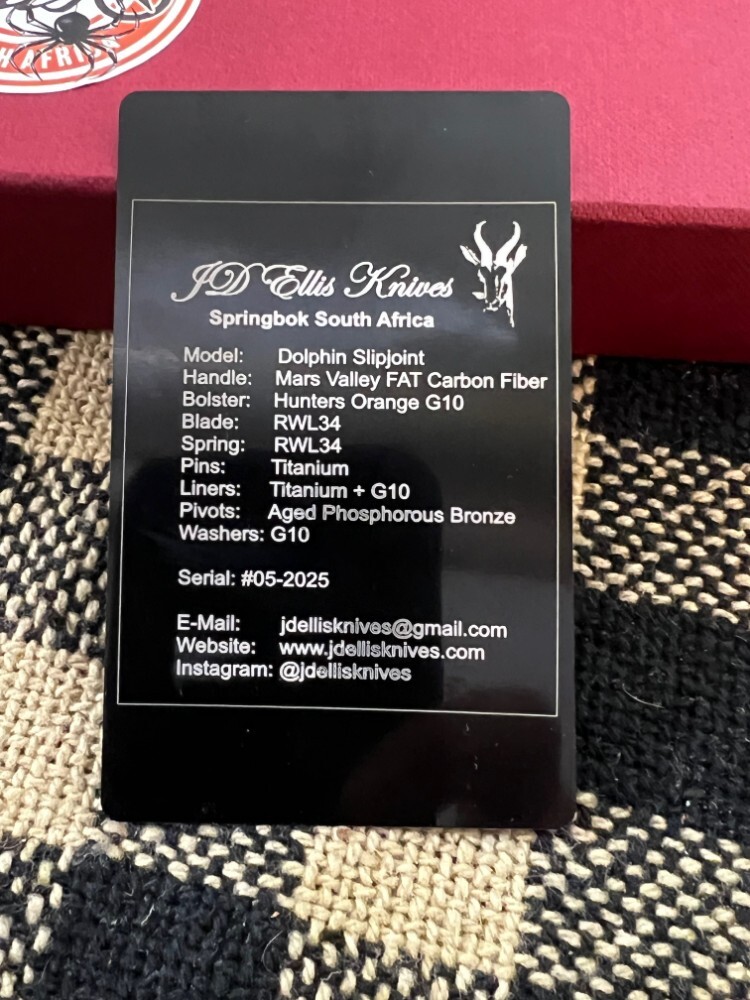 H AFRICA
JD Ellis Knives
Springbok South Africa
Model: Dolphin Slipjoint
Handle: Mars Valley FAT Carbon Fiber
Bolster: Hunters Orange G10
Blade: RWL34
Spring: RWL34
Pins: Titanium
Liners: Titanium + G10
Pivots: Aged Phosphorous Bronze
Washers: G10
Serial: #05-2025
E-Mail: jdellisknives@gmail.com
Website: www.jdellisknives.com
Instagram: @jdellisknives